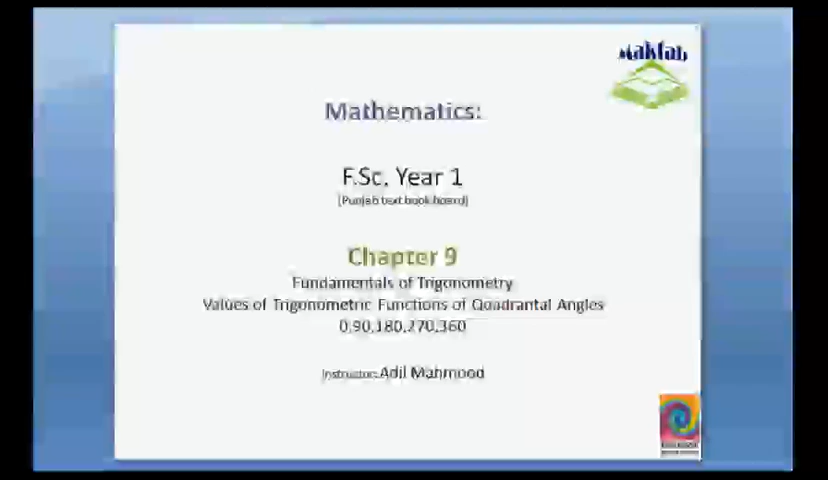 Maktab
Mathematics:
F.Sc. Year 1
(Punjab text book board)
Chapter 9
Fundamentals of Trigonometry
Values of Trigonometric Functions of Quadrantal Angles
0,90,180,270,360
Instructor: Adil Mahmood